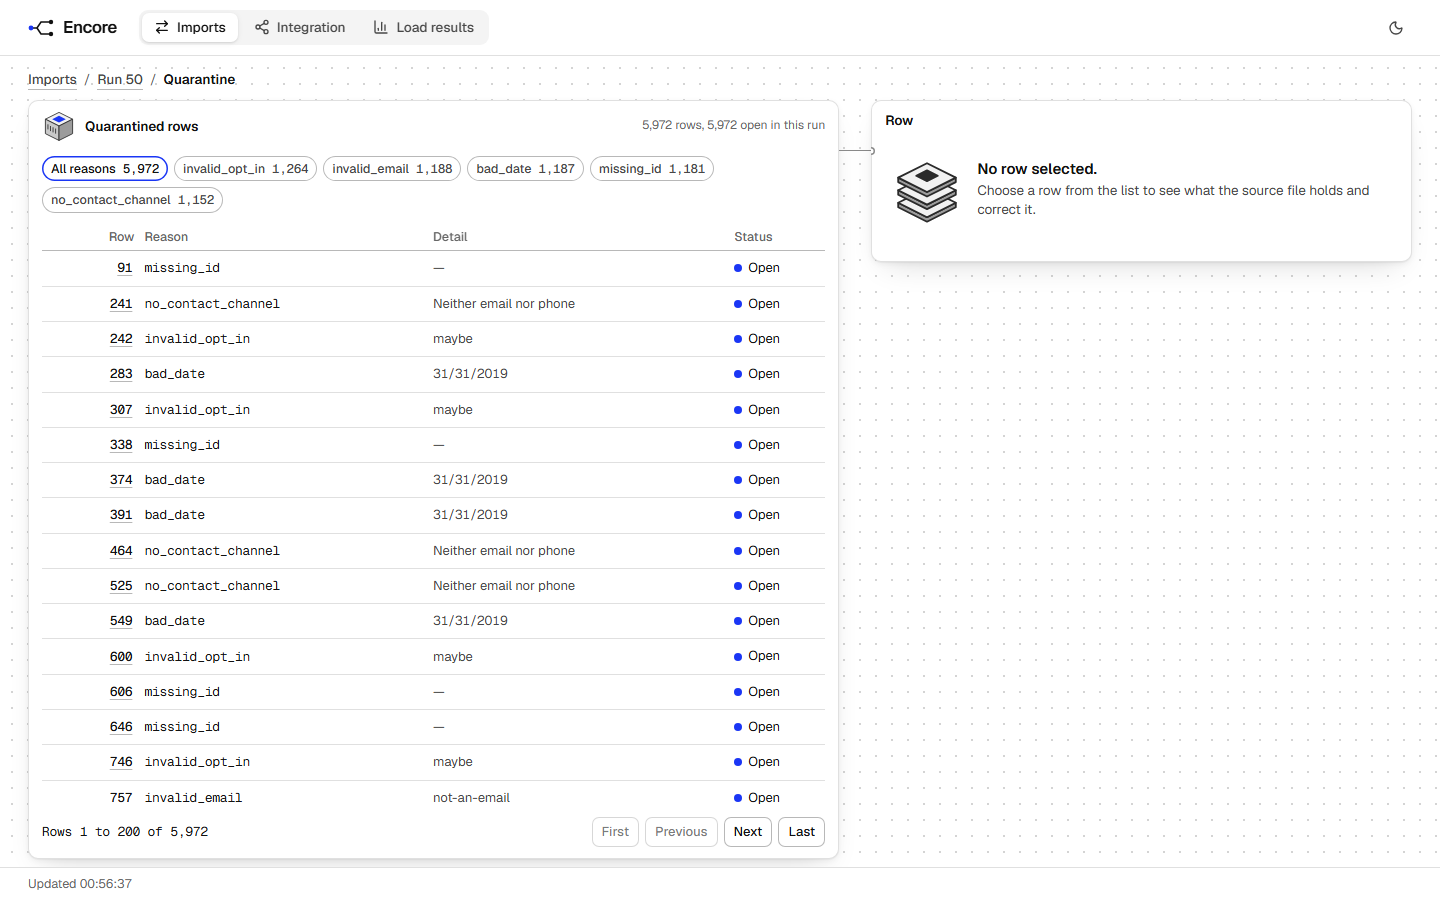 Encore
Imports
Integration
Load results
Imports / Run 50 / Quarantine
Quarantined rows
5,972 rows, 5,972 open in this run
All reasons 5,972
invalid_opt_in 1,264
invalid_email 1,188
bad_date 1,187
missing_id 1,181
no_contact_channel 1,152
Row Reason Detail Status
91 missing_id — Open
241 no_contact_channel Neither email nor phone Open
242 invalid_opt_in maybe Open
283 bad_date 31/31/2019 Open
307 invalid_opt_in maybe Open
338 missing_id — Open
374 bad_date 31/31/2019 Open
391 bad_date 31/31/2019 Open
464 no_contact_channel Neither email nor phone Open
525 no_contact_channel Neither email nor phone Open
549 bad_date 31/31/2019 Open
600 invalid_opt_in maybe Open
606 missing_id — Open
646 missing_id — Open
746 invalid_opt_in maybe Open
757 invalid_email not-an-email Open
Rows 1 to 200 of 5,972
First
Previous
Next
Last
Row
No row selected.
Choose a row from the list to see what the source file holds and
correct it.
Updated 00:56:37